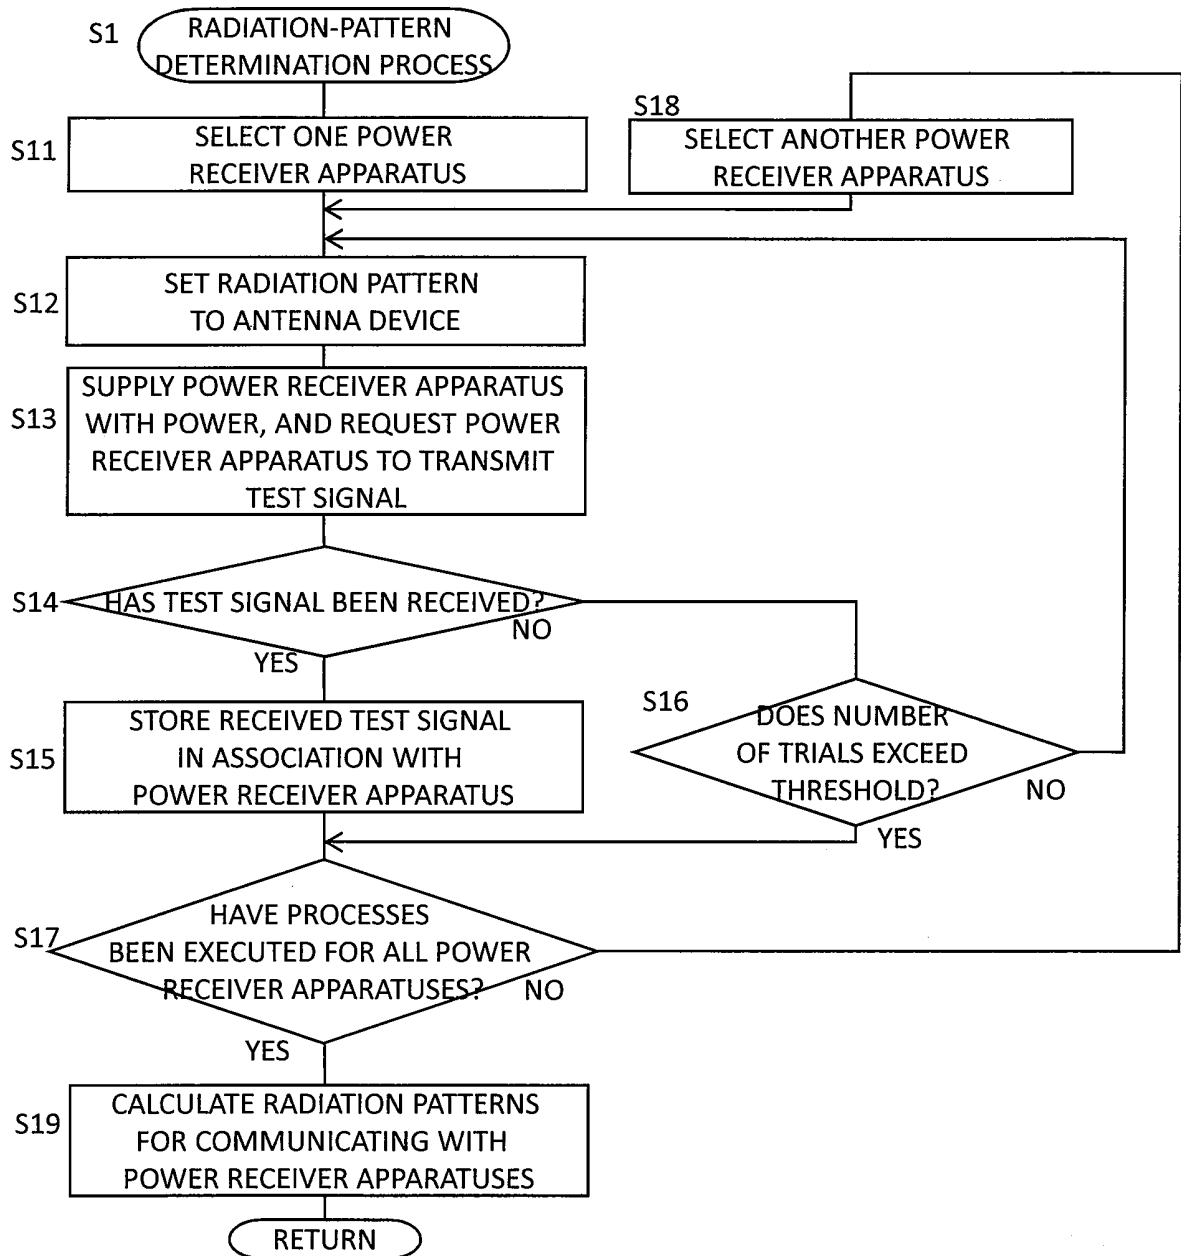 S1
RADIATION-PATTERN
DETERMINATION PROCESS
S11
SELECT ONE POWER
RECEIVER APPARATUS
S18
SELECT ANOTHER POWER
RECEIVER APPARATUS
S12
SET RADIATION PATTERN
TO ANTENNA DEVICE
S13
SUPPLY POWER RECEIVER APPARATUS
WITH POWER, AND REQUEST POWER
RECEIVER APPARATUS TO TRANSMIT
TEST SIGNAL
S14
HAS TEST SIGNAL BEEN RECEIVED?
NO
YES
S15
STORE RECEIVED TEST SIGNAL
IN ASSOCIATION WITH
POWER RECEIVER APPARATUS
S16
DOES NUMBER
OF TRIALS EXCEED
THRESHOLD?
NO
YES
S17
HAVE PROCESSES
BEEN EXECUTED FOR ALL POWER
RECEIVER APPARATUSES?
NO
YES
S19
CALCULATE RADIATION PATTERNS
FOR COMMUNICATING WITH
POWER RECEIVER APPARATUSES
RETURN